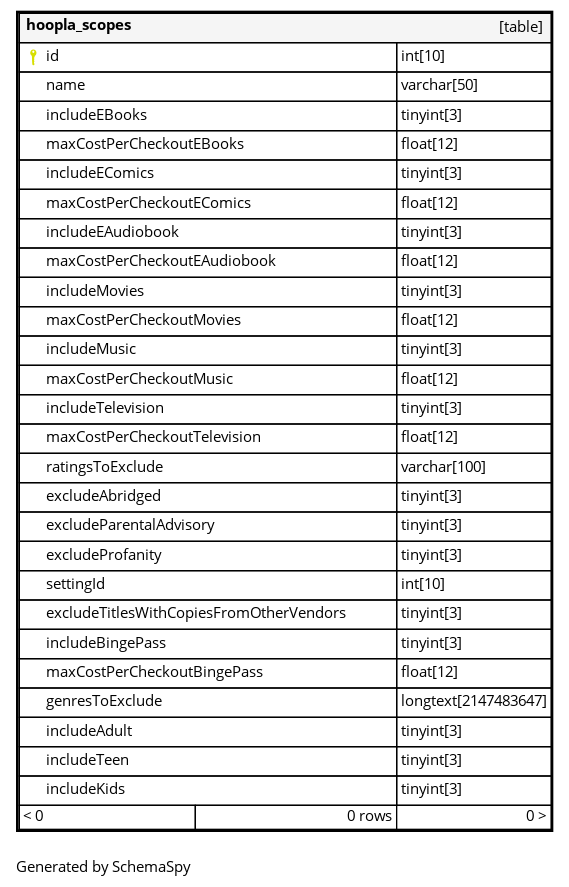 hoopla_scopes [table]
id int[10]
name varchar[50]
includeEBooks tinyint[3]
maxCostPerCheckoutEBooks float[12]
includeEComics tinyint[3]
maxCostPerCheckoutEComics float[12]
includeEAudiobook tinyint[3]
maxCostPerCheckoutEAudiobook float[12]
includeMovies tinyint[3]
maxCostPerCheckoutMovies float[12]
includeMusic tinyint[3]
maxCostPerCheckoutMusic float[12]
includeTelevision tinyint[3]
maxCostPerCheckoutTelevision float[12]
ratingsToExclude varchar[100]
excludeAbridged tinyint[3]
excludeParentalAdvisory tinyint[3]
excludeProfanity tinyint[3]
settingId int[10]
excludeTitlesWithCopiesFromOtherVendors tinyint[3]
includeBingePass tinyint[3]
maxCostPerCheckoutBingePass float[12]
genresToExclude longtext[2147483647]
includeAdult tinyint[3]
includeTeen tinyint[3]
includeKids tinyint[3]
< 0 0 rows 0 >
Generated by SchemaSpy